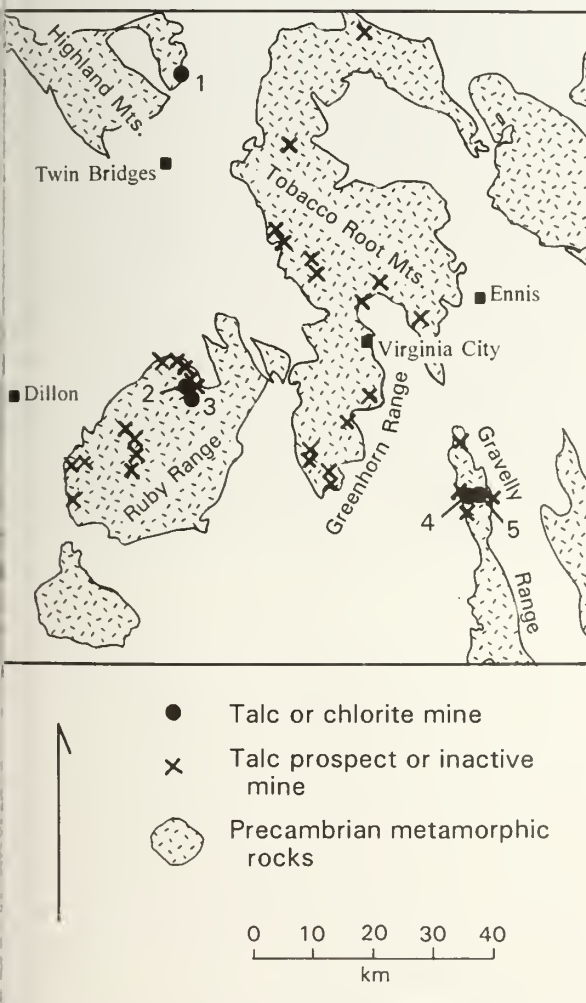 Highland Mts.
1
Twin Bridges
Tobacco Root Mts.
Ennis
Virginia City
Dillon
2
3
Ruby Range
Greenhorn Range
Gravelly
Range
4
5
Talc or chlorite mine
Talc prospect or inactive
mine
Precambrian metamorphic
rocks
0 10 20 30 40
km